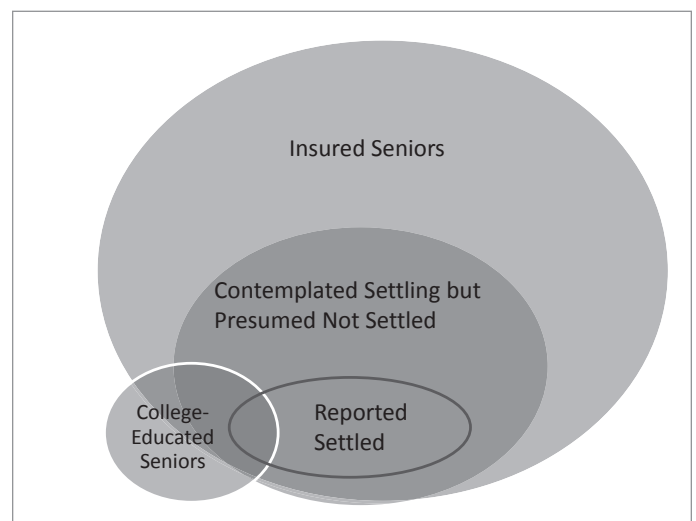 Insured Seniors
Contemplated Settling but
Presumed Not Settled
College-
Educated
Seniors
Reported
Settled